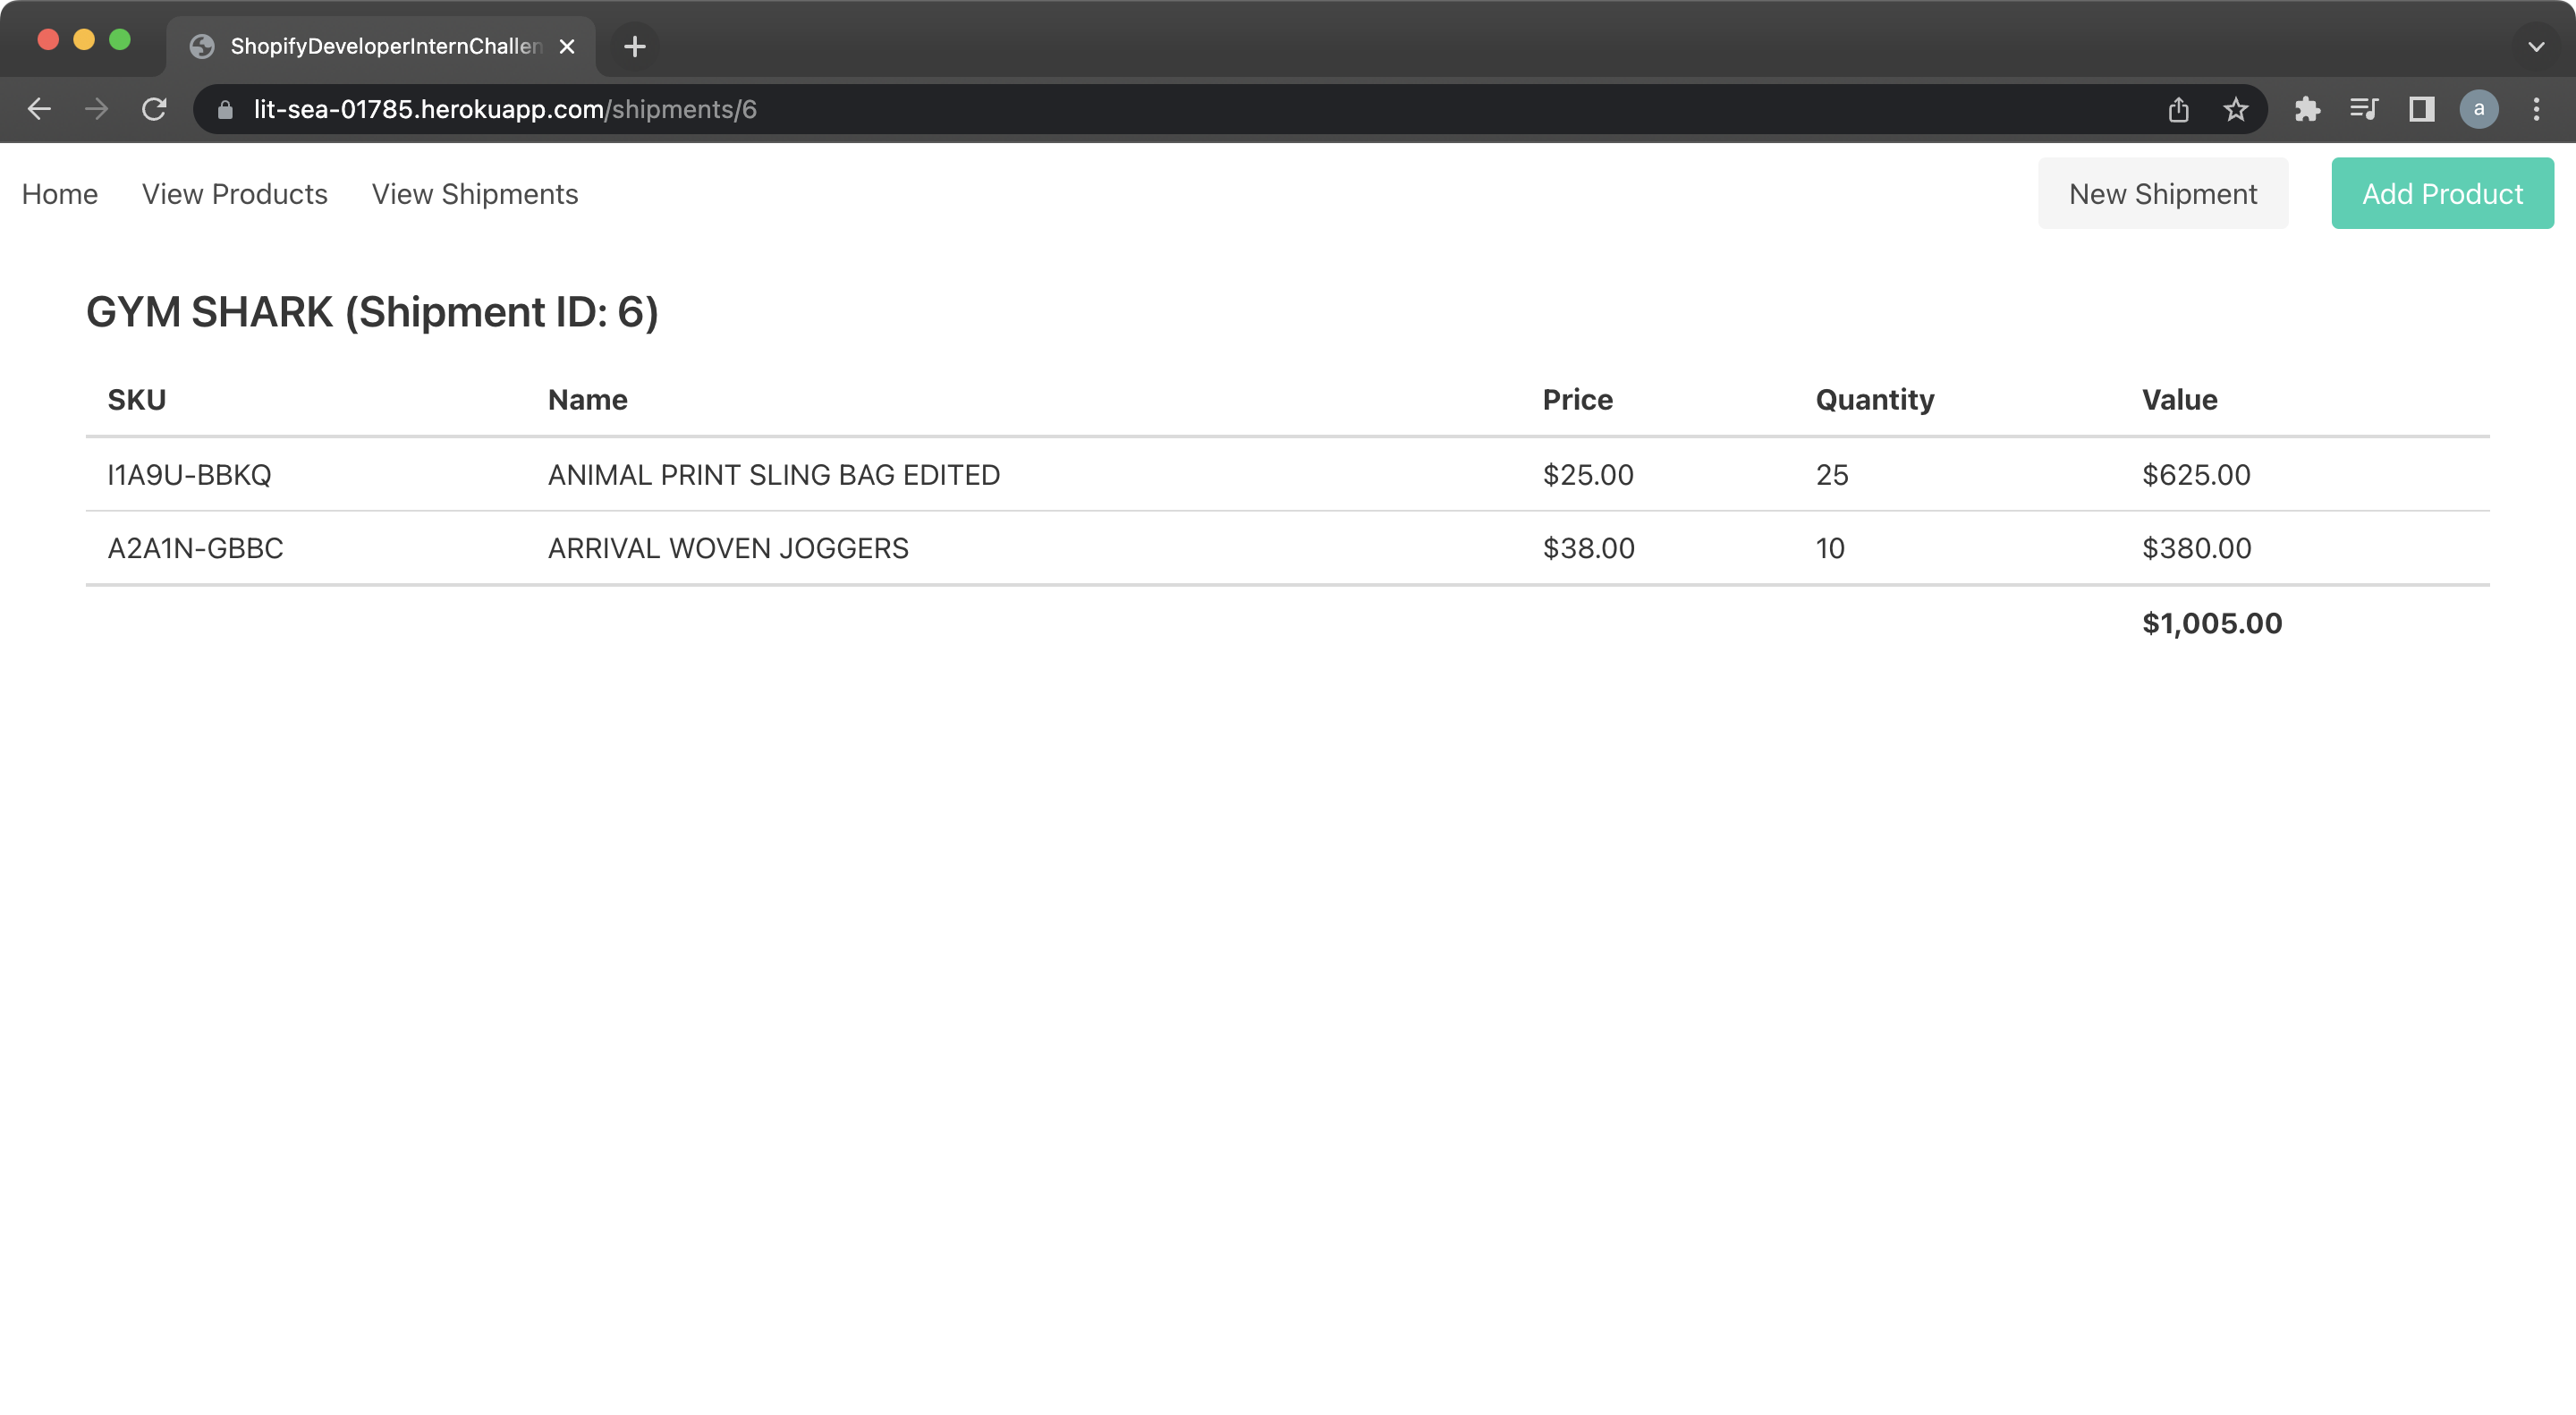 ShopifyDeveloperInternChallen
lit-sea-01785.herokuapp.com/shipments/6
a
Home View Products View Shipments New Shipment Add Product
GYM SHARK (Shipment ID: 6)
SKU Name Price Quantity Value
I1A9U-BBKQ ANIMAL PRINT SLING BAG EDITED $25.00 25 $625.00
A2A1N-GBBC ARRIVAL WOVEN JOGGERS $38.00 10 $380.00
$1,005.00